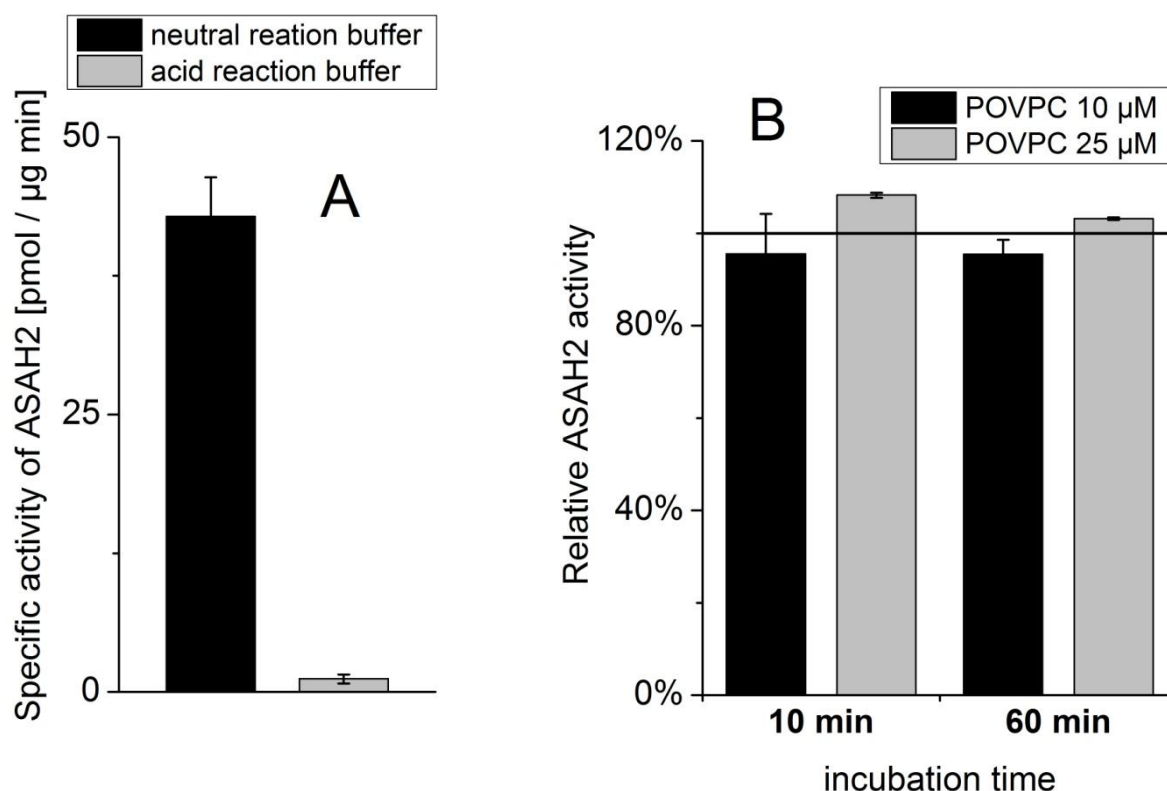 neutral reation buffer
acid reaction buffer
A
Specific activity of ASAH2 [pmol / µg min]
50
25
0
B
POVPC 10 µM
POVPC 25 µM
Relative ASAH2 activity
120%
80%
40%
0%
10 min
60 min
incubation time